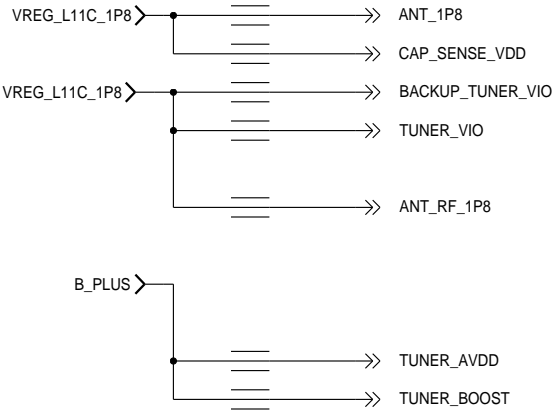 VREG_L11C_1P8
ANT_1P8
CAP_SENSE_VDD
VREG_L11C_1P8
BACKUP_TUNER_VIO
TUNER_VIO
ANT_RF_1P8
B_PLUS
TUNER_AVDD
TUNER_BOOST